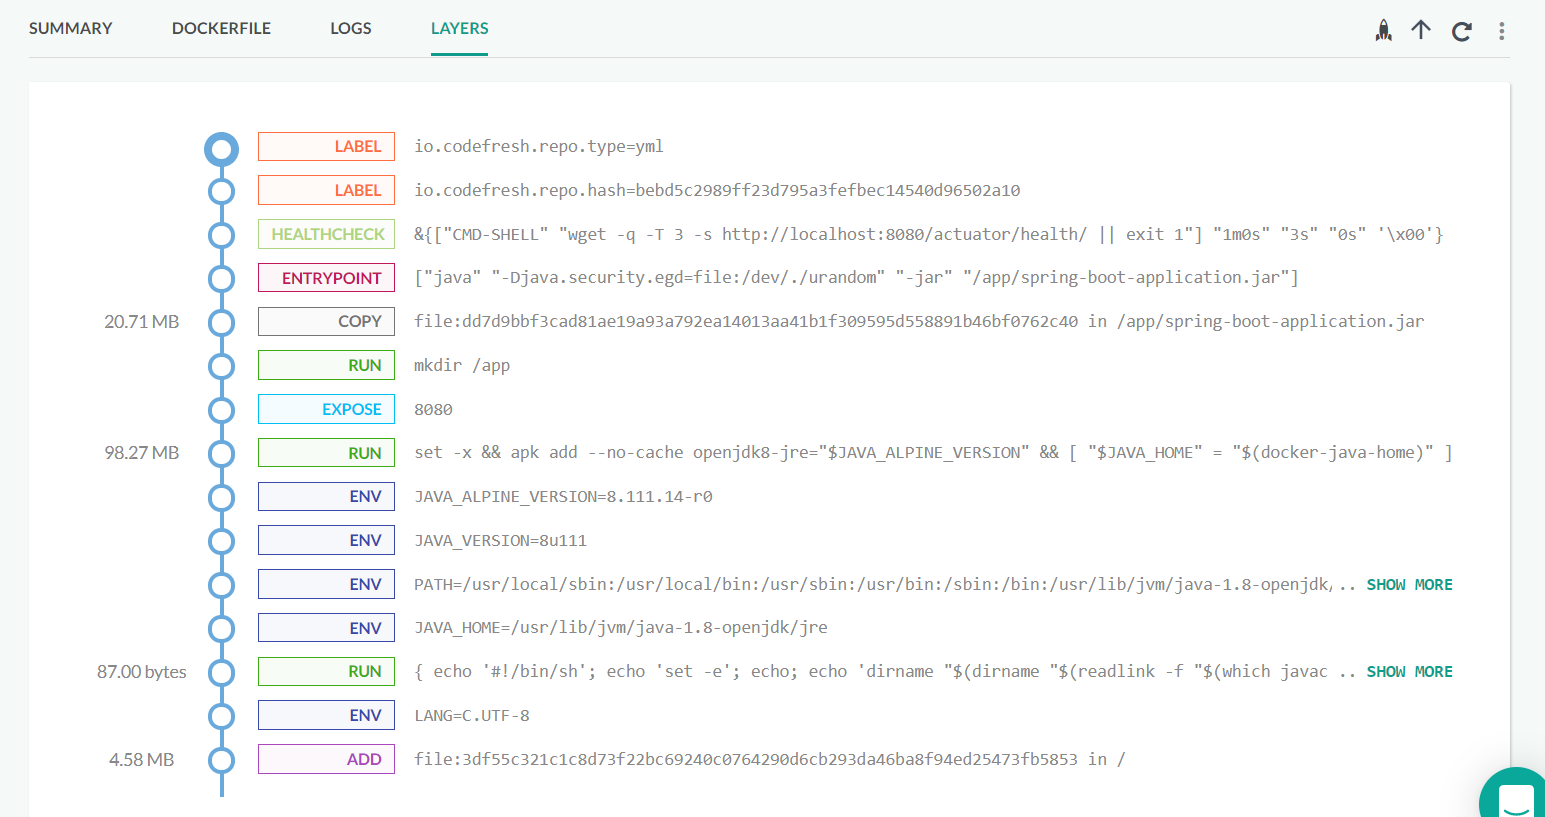 SUMMARY DOCKERFILE LOGS LAYERS
LABEL io.codefresh.repo.type=yml
LABEL io.codefresh.repo.hash=bebd5c2989ff23d795a3fefbec14540d96502a10
HEALTHCHECK &{["CMD-SHELL" "wget -q -T 3 -s http://localhost:8080/actuator/health/ || exit 1"] "1m0s" "3s" "0s" '\x00'}
ENTRYPOINT ["java" "-Djava.security.egd=file:/dev/./urandom" "-jar" "/app/spring-boot-application.jar"]
20.71 MB COPY file:dd7d9bbf3cad81ae19a93a792ea14013aa41b1f309595d558891b46bf0762c40 in /app/spring-boot-application.jar
RUN mkdir /app
EXPOSE 8080
98.27 MB RUN set -x && apk add --no-cache openjdk8-jre="$JAVA_ALPINE_VERSION" && [ "$JAVA_HOME" = "$(docker-java-home)" ]
ENV JAVA_ALPINE_VERSION=8.111.14-r0
ENV JAVA_VERSION=8u111
ENV PATH=/usr/local/sbin:/usr/local/bin:/usr/sbin:/usr/bin:/sbin:/bin:/usr/lib/jvm/java-1.8-openjdk/ .. SHOW MORE
ENV JAVA_HOME=/usr/lib/jvm/java-1.8-openjdk/jre
87.00 bytes RUN { echo '#!/bin/sh'; echo 'set -e'; echo; echo 'dirname "$(dirname "$(readlink -f "$(which javac .. SHOW MORE
ENV LANG=C.UTF-8
4.58 MB ADD file:3df55c321c1c8d73f22bc69240c0764290d6cb293da46ba8f94ed25473fb5853 in /